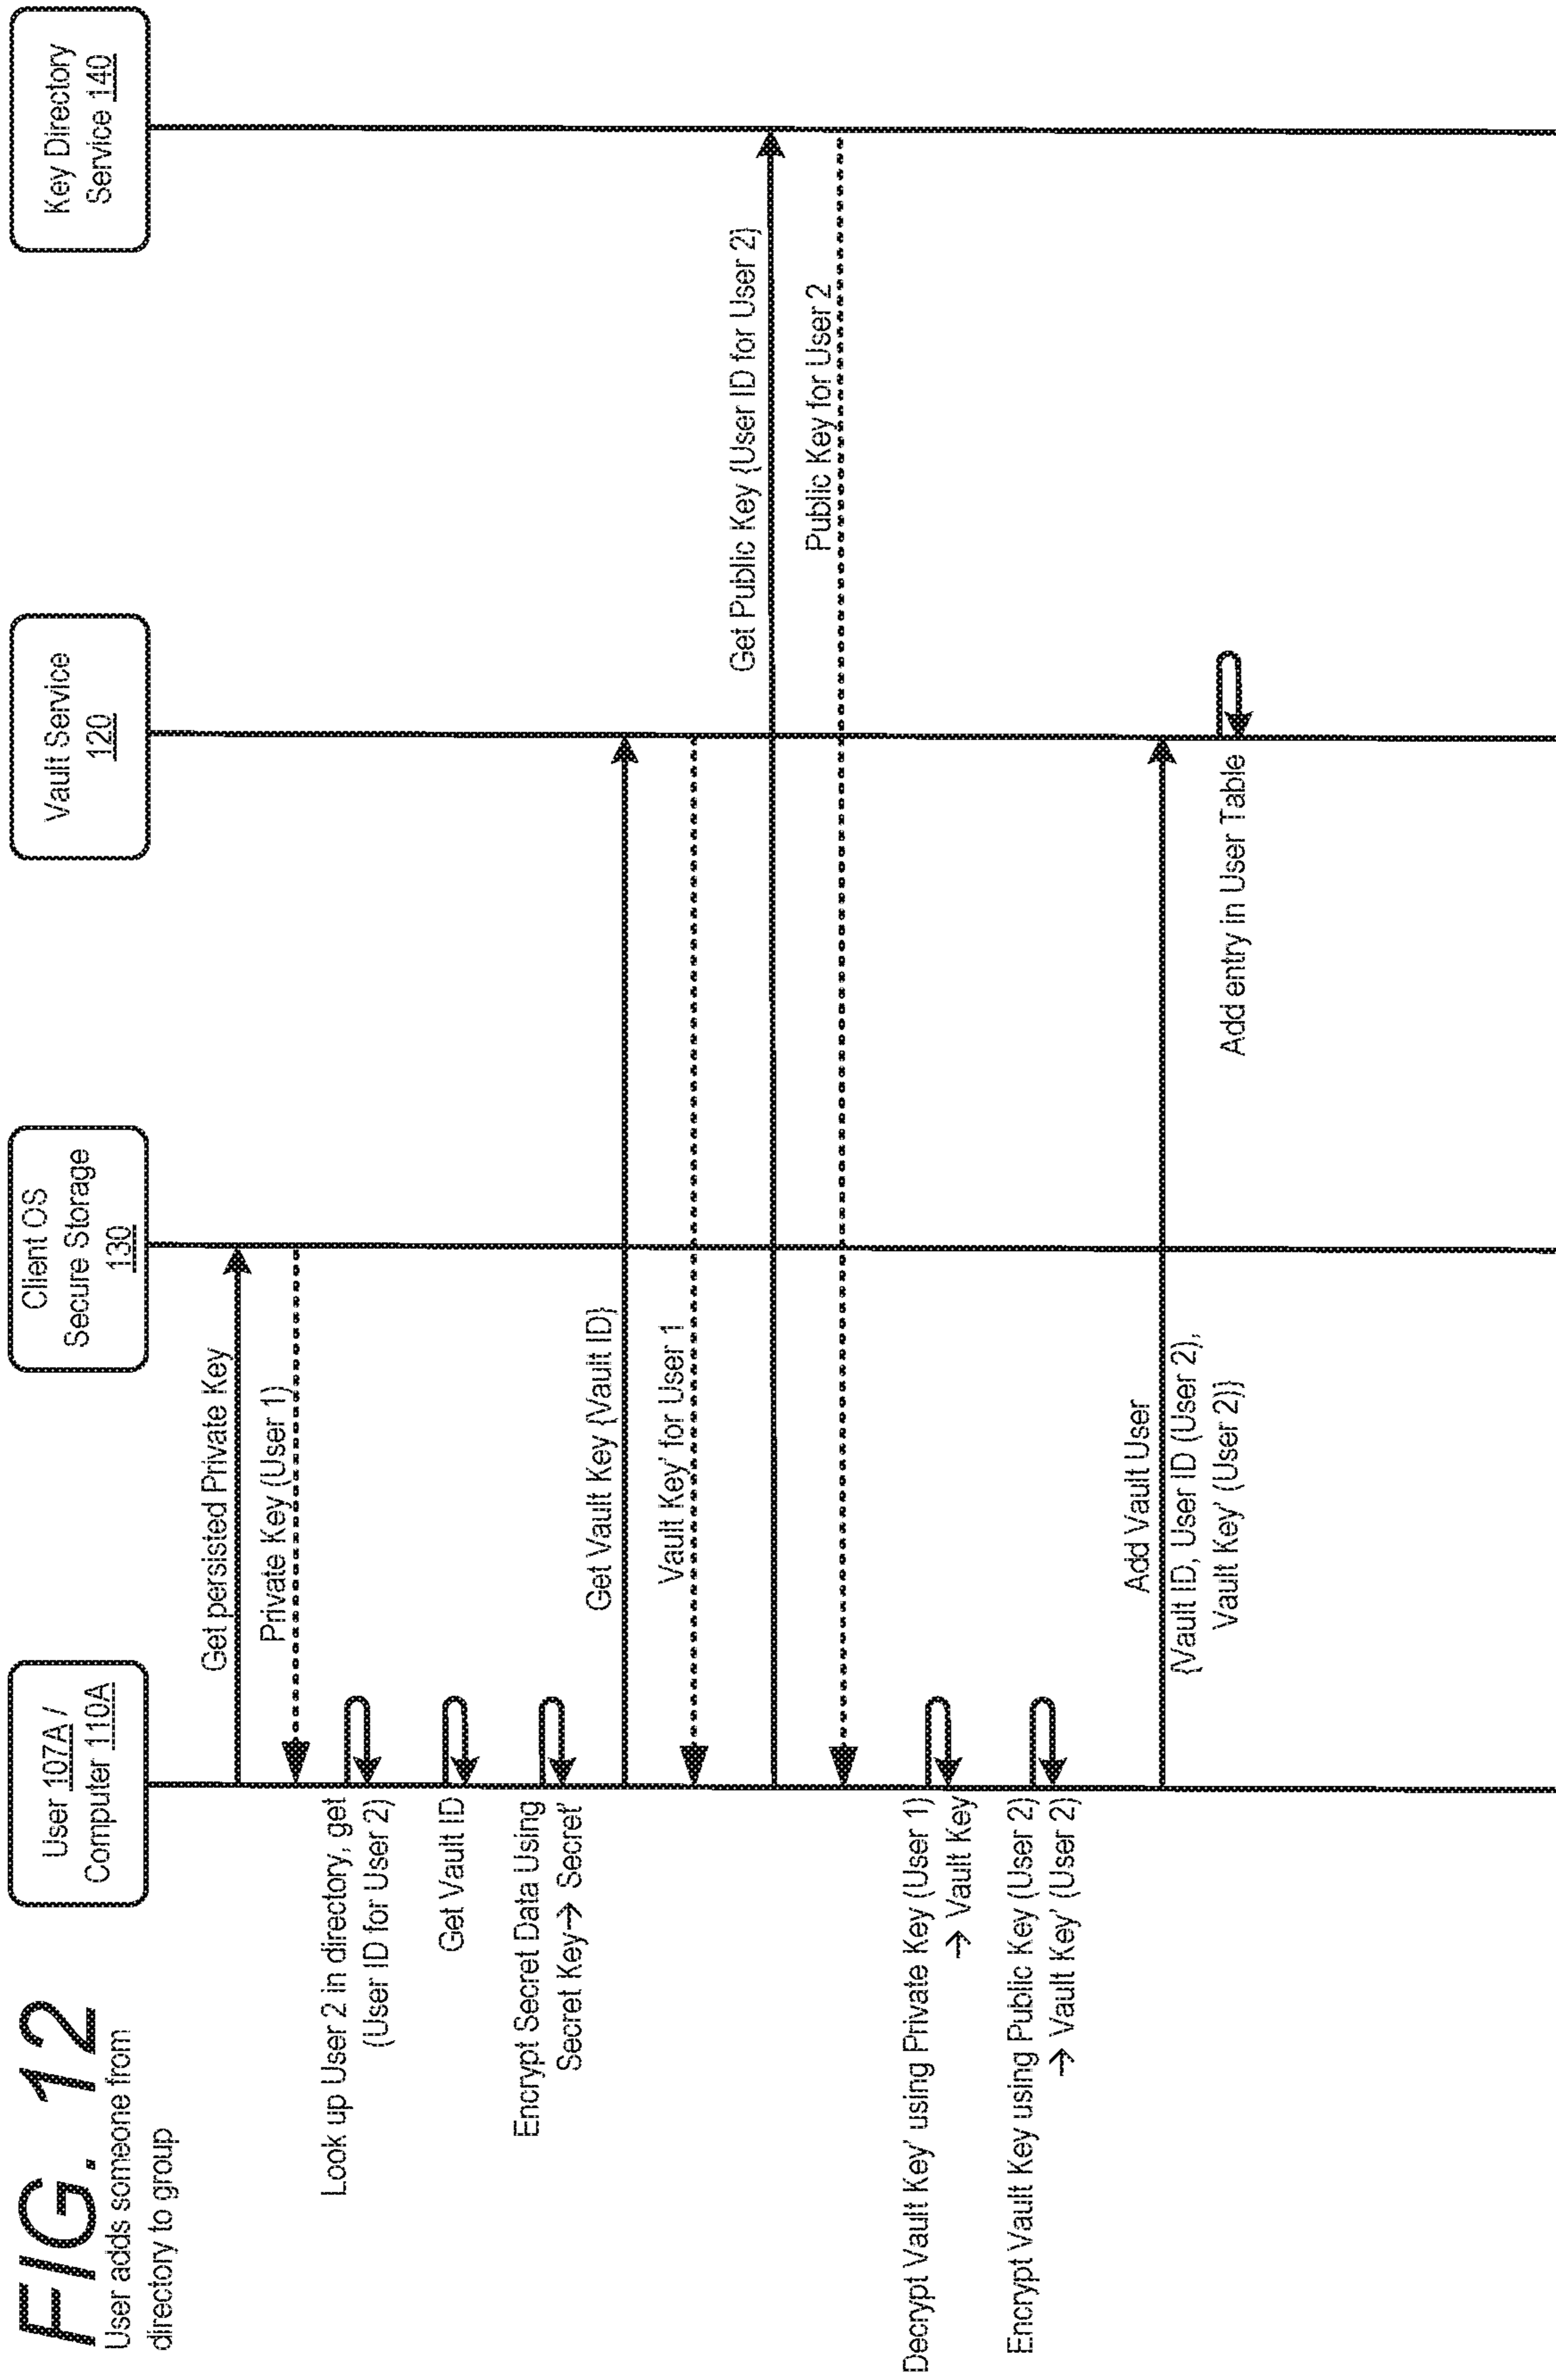 FIG. 12
User adds someone from
directory to group
User 107A /
Computer 110A
Client OS
Secure Storage
130
Vault Service
120
Key Directory
Service 140
Get persisted Private Key
Private Key (User 1)
Look up User 2 in directory, get
(User ID for User 2)
Get Vault ID
Encrypt Secret Data Using
Secret Key→ Secret'
Get Vault Key {Vault ID}
Vault Key' for User 1
Get Public Key {User ID for User 2}
Public Key for User 2
Decrypt Vault Key' using Private Key (User 1)
→ Vault Key
Encrypt Vault Key using Public Key (User 2)
→ Vault Key' (User 2)
Add Vault User
{Vault ID, User ID (User 2),
Vault Key' (User 2)}
Add entry in User Table